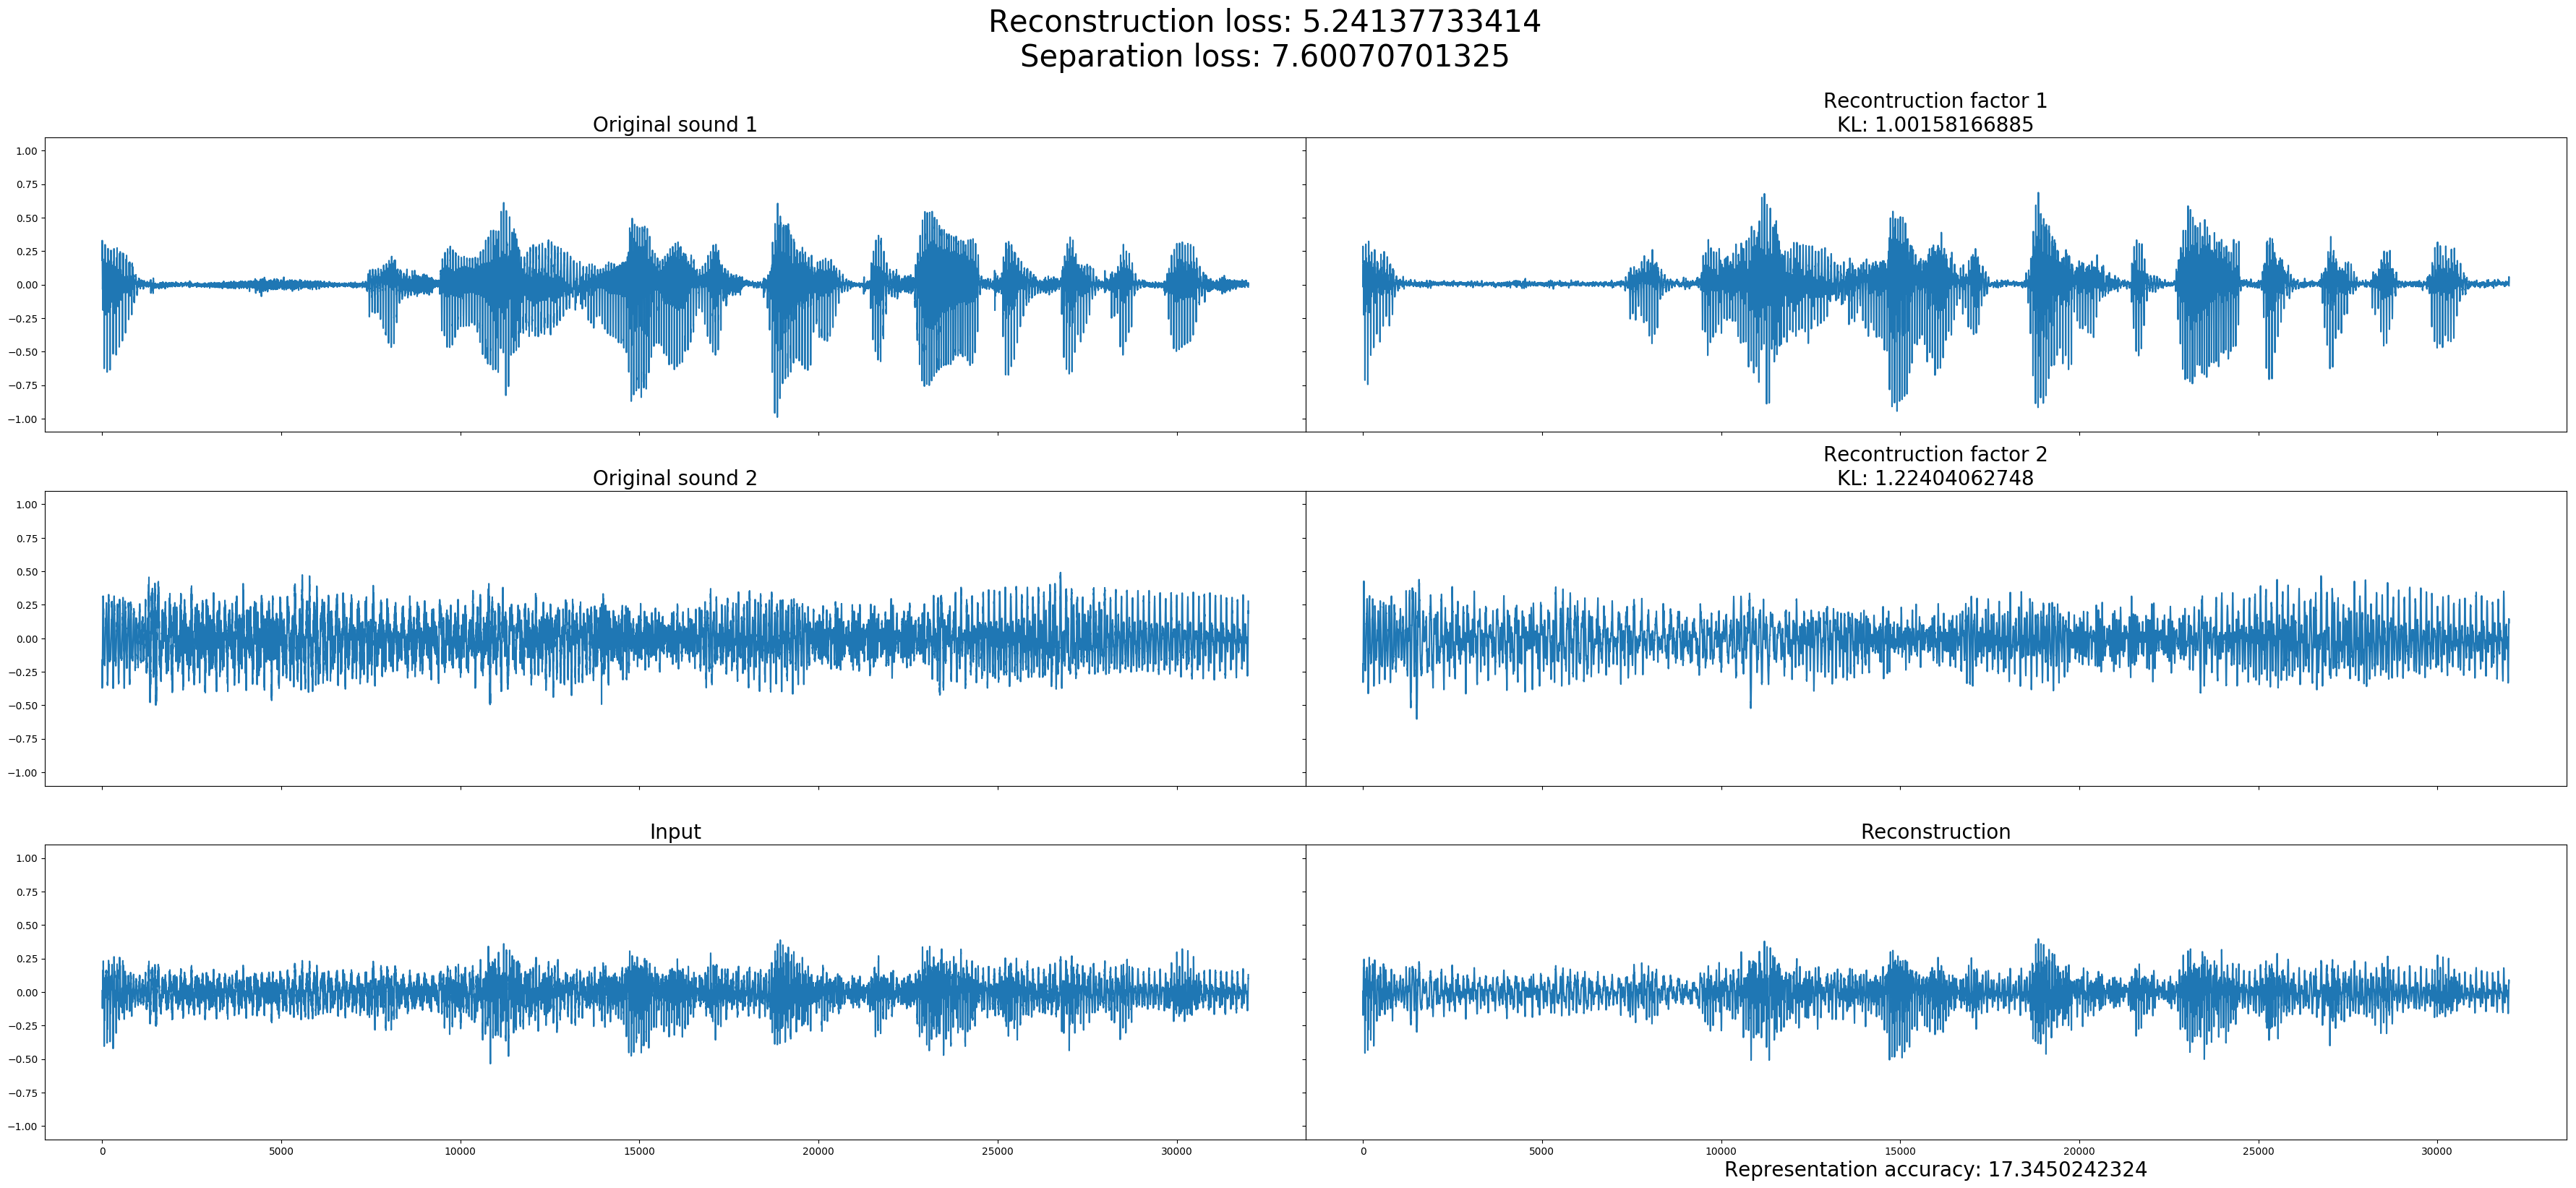 Reconstruction loss: 5.24137733414
Separation loss: 7.60070701325
Original sound 1
Recontruction factor 1
KL: 1.00158166885
1.00
0.75
0.50
0.25
0.00
−0.25
−0.50
−0.75
−1.00
Original sound 2
Recontruction factor 2
KL: 1.22404062748
1.00
0.75
0.50
0.25
0.00
−0.25
−0.50
−0.75
−1.00
Input
Reconstruction
1.00
0.75
0.50
0.25
0.00
−0.25
−0.50
−0.75
−1.00
0 5000 10000 15000 20000 25000 30000
0 5000 10000 15000 20000 25000 30000
Representation accuracy: 17.3450242324